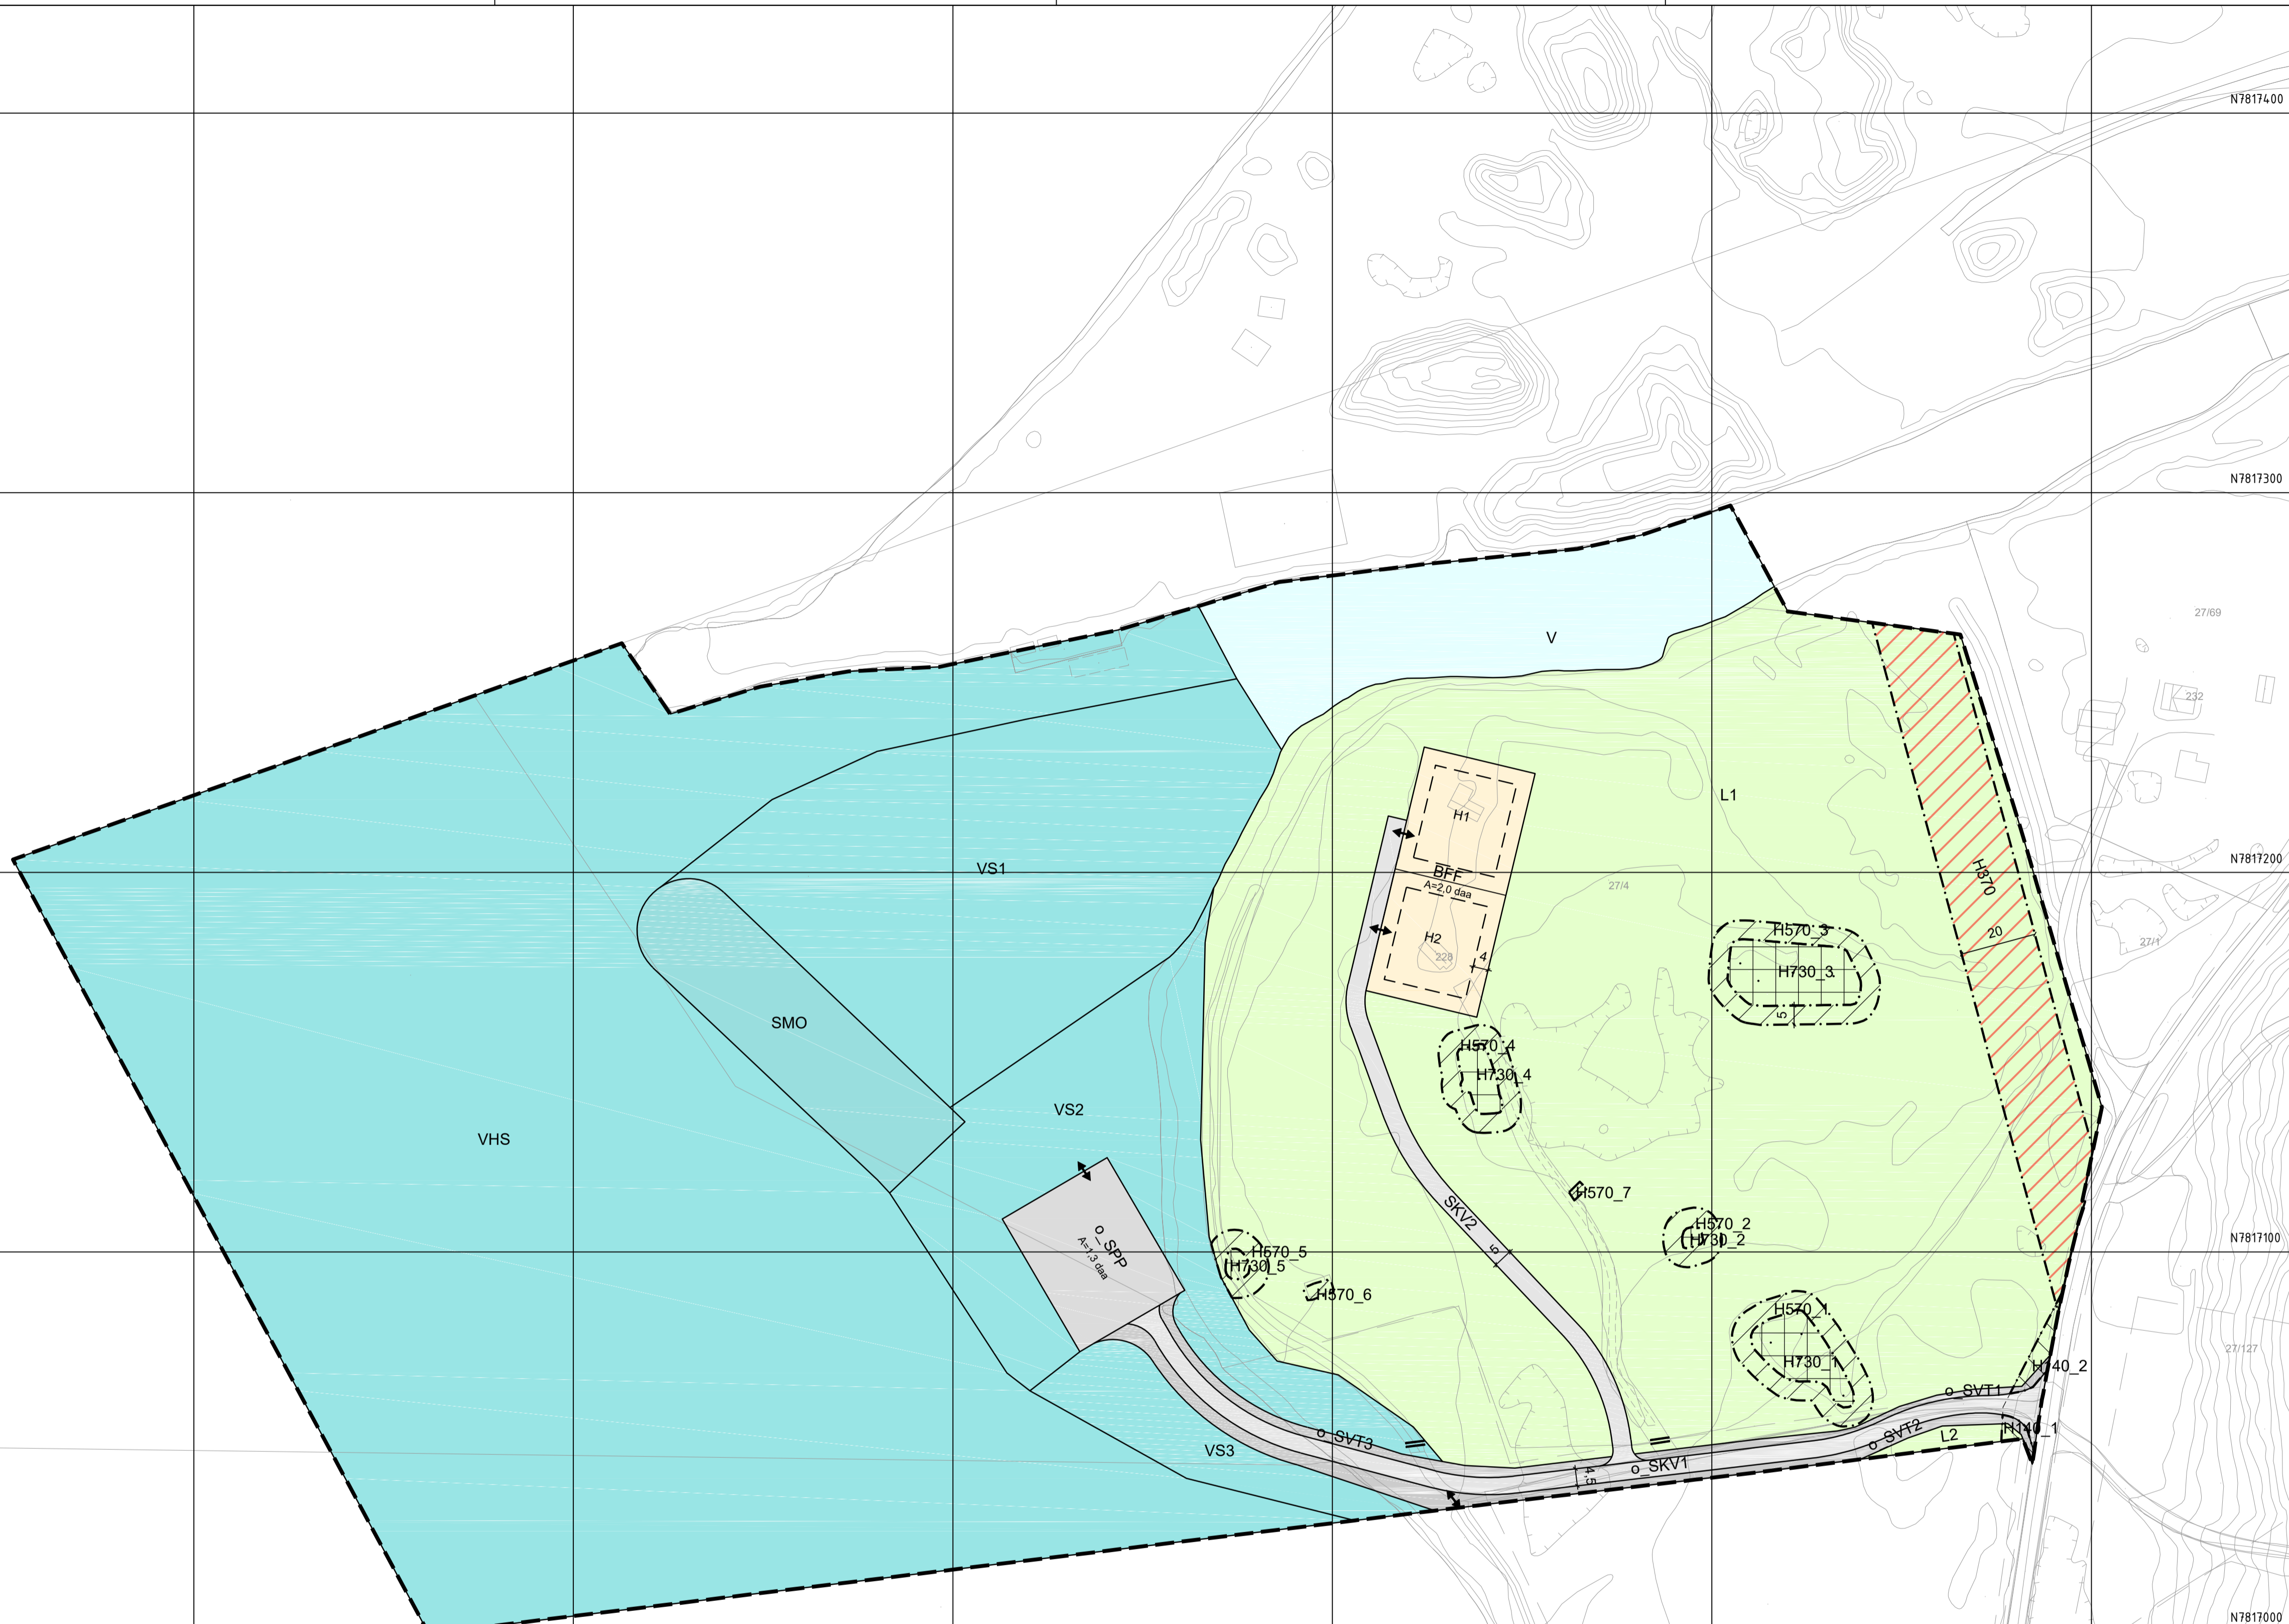 N7817400
N7817300
27/69
V
232
L1
H1
VS1
BFF
A=2,0 daa
27/4
N7817200
H370
H570_3
20
H2
27/1
228
4
H730_3
5
SMO
H570_4
H730_4
VS2
VHS
H570_7
SKV2
H570_2
H730_2
o_SPP
A=1,3 daa
5
H570_5
H730_5
N7817100
H570_6
H570_1
27/127
H730_1
H140_2
o_SVT1
H140_1
o_SVT2
L2
o_SVT3
VS3
o_SKV1
4,5
N7817000